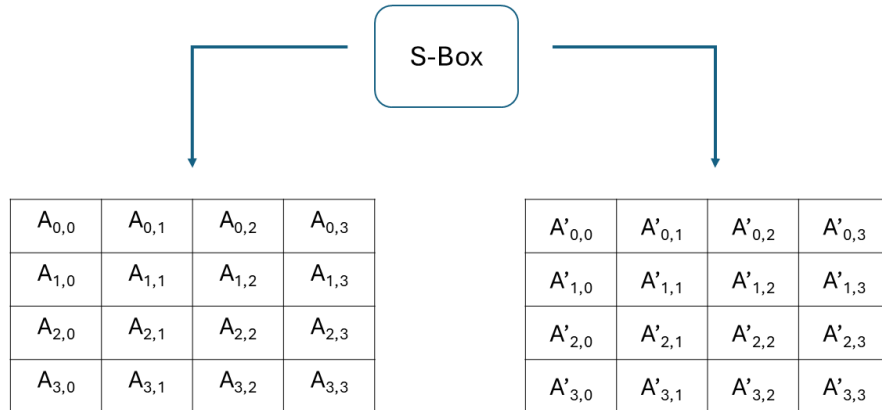 S-Box
A0,0 A0,1 A0,2 A0,3
A1,0 A1,1 A1,2 A1,3
A2,0 A2,1 A2,2 A2,3
A3,0 A3,1 A3,2 A3,3
A’0,0 A’0,1 A’0,2 A’0,3
A’1,0 A’1,1 A’1,2 A’1,3
A’2,0 A’2,1 A’2,2 A’2,3
A’3,0 A’3,1 A’3,2 A’3,3